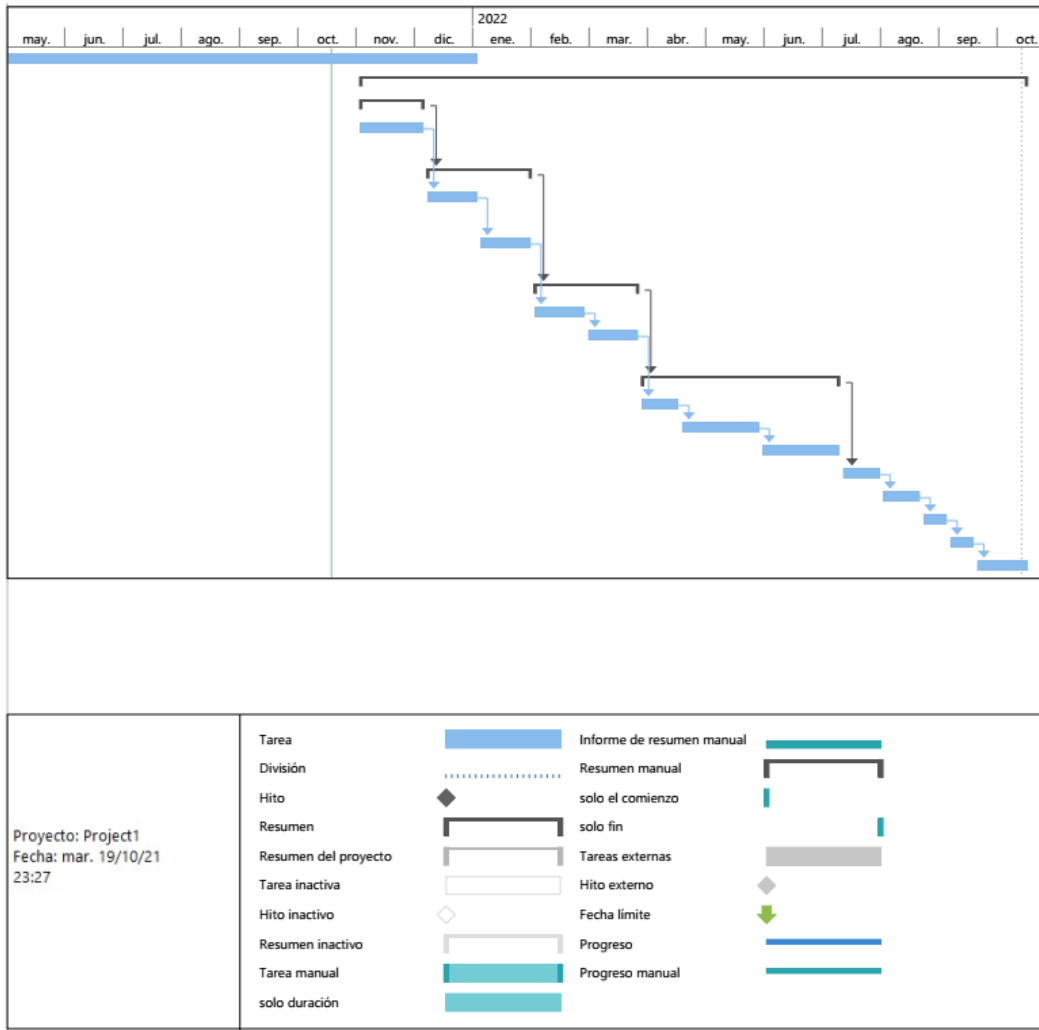 2022
may. jun. jul. ago. sep. oct. nov. dic. ene. feb. mar. abr. may. jun. jul. ago. sep. oct.
Proyecto: Project1
Fecha: mar. 19/10/21
23:27
Tarea
División
Hito
Resumen
Resumen del proyecto
Tarea inactiva
Hito inactivo
Resumen inactivo
Tarea manual
solo duración
Informe de resumen manual
Resumen manual
solo el comienzo
solo fin
Tareas externas
Hito externo
Fecha límite
Progreso
Progreso manual